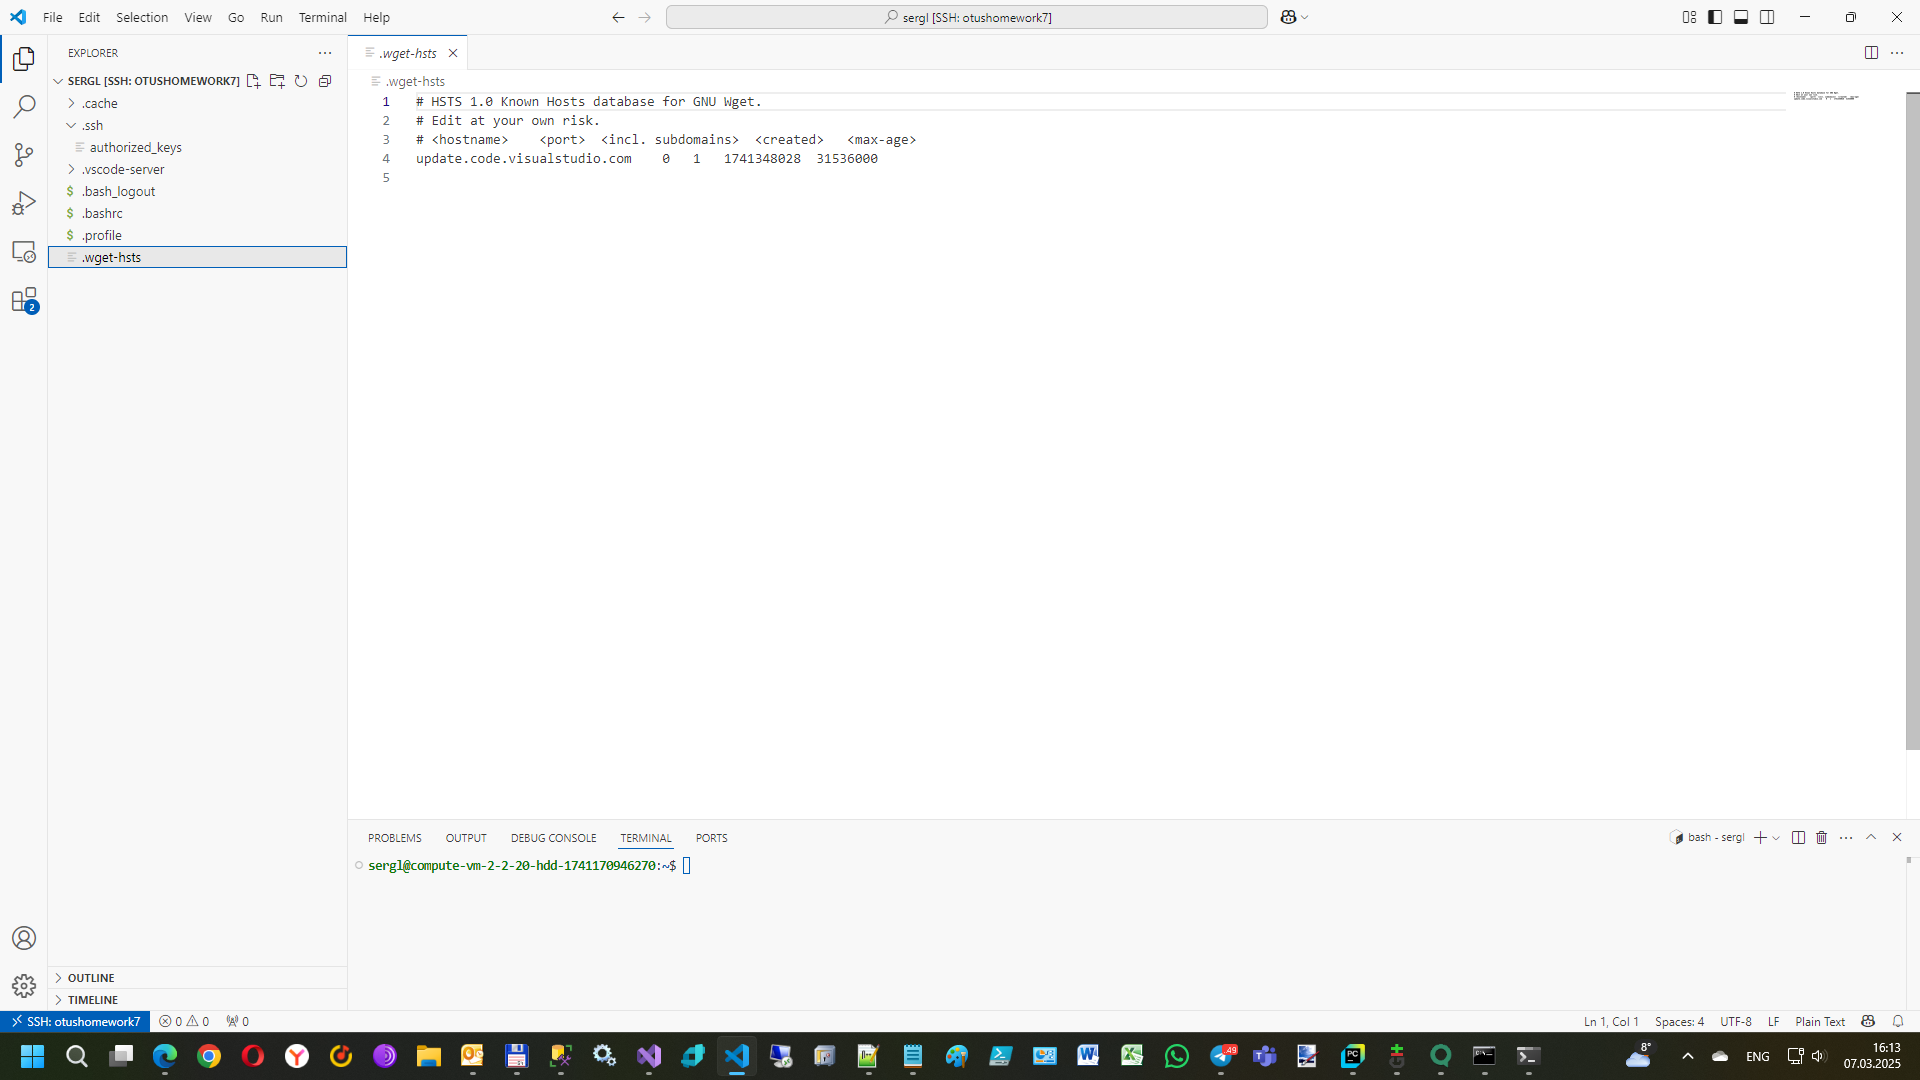 File Edit Selection View Go Run Terminal Help
sergl [SSH: otushomework7]
EXPLORER
SERGL [SSH: OTUSHOMEWORK7]
.cache
.ssh
authorized_keys
.vscode-server
$ .bash_logout
$ .bashrc
$ .profile
.wget-hsts
2
OUTLINE
TIMELINE
.wget-hsts
.wget-hsts
1 # HSTS 1.0 Known Hosts database for GNU Wget.
2 # Edit at your own risk.
3 # <hostname> <port> <incl. subdomains> <created> <max-age>
4 update.code.visualstudio.com 0 1 1741348028 31536000
5
PROBLEMS OUTPUT DEBUG CONSOLE TERMINAL PORTS
bash - sergl
sergl@compute-vm-2-2-20-hdd-1741170946270:~$
SSH: otushomework7 0 0 0
Ln 1, Col 1 Spaces: 4 UTF-8 LF Plain Text
49
8°
ENG
16:13
07.03.2025